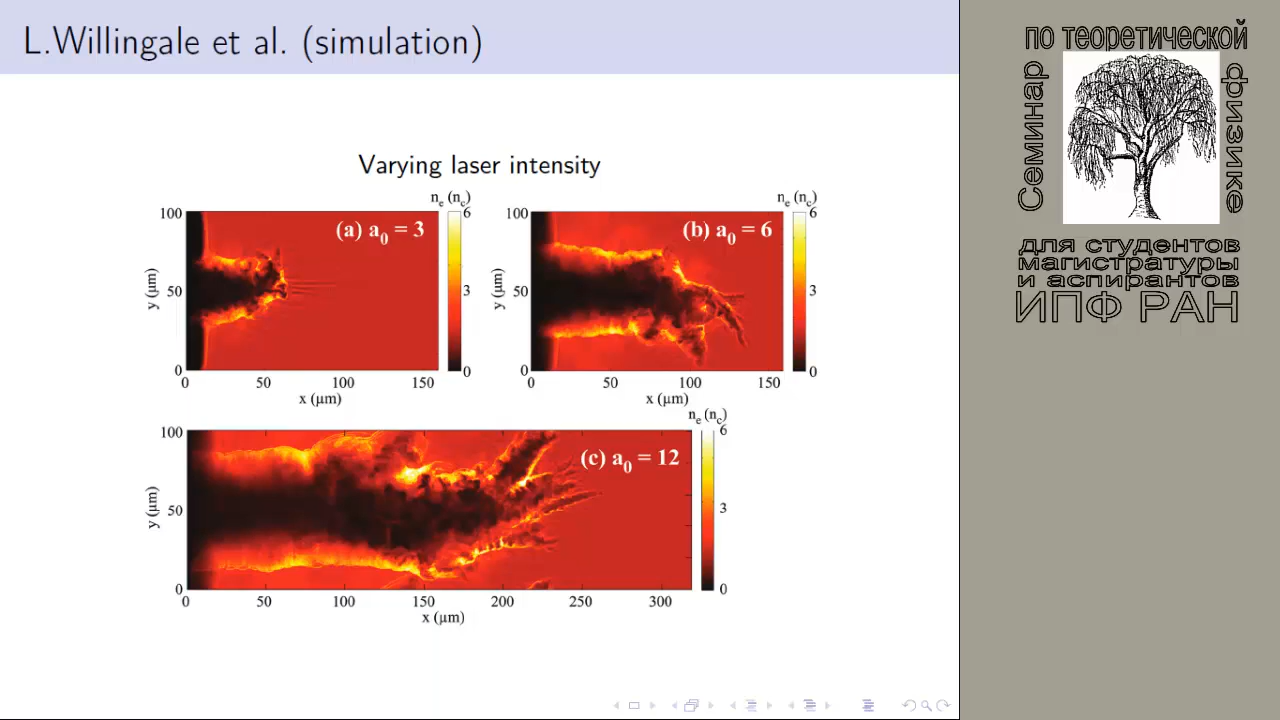 L.Willingale et al. (simulation)
Varying laser intensity
nₑ (n꜀)
100
50
0
y (μm)
(a) a₀ = 3
6
3
0
0 50 100 150
x (μm)
nₑ (n꜀)
100
50
0
y (μm)
(b) a₀ = 6
6
3
0
0 50 100 150
x (μm)
nₑ (n꜀)
100
50
0
y (μm)
(c) a₀ = 12
6
3
0
0 50 100 150 200 250 300
x (μm)
Семинар
по теоретической
физике
для студентов
магистратуры
и аспирантов
ИПФ РАН